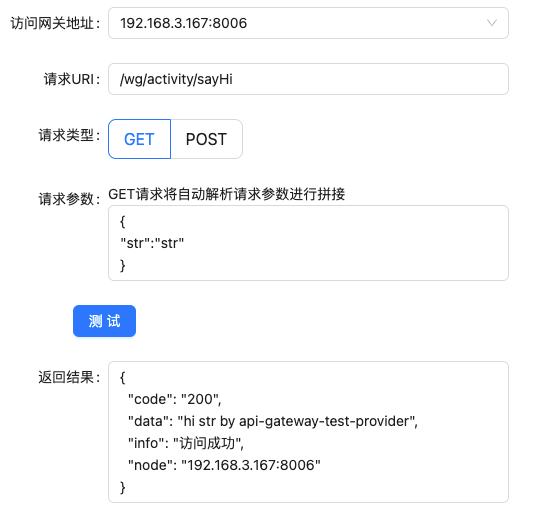 访问网关地址: 192.168.3.167:8006
请求URI: /wg/activity/sayHi
请求类型: GET POST
请求参数: GET请求将自动解析请求参数进行拼接
{
"str":"str"
}
测 试
返回结果: {
"code": "200",
"data": "hi str by api-gateway-test-provider",
"info": "访问成功",
"node": "192.168.3.167:8006"
}